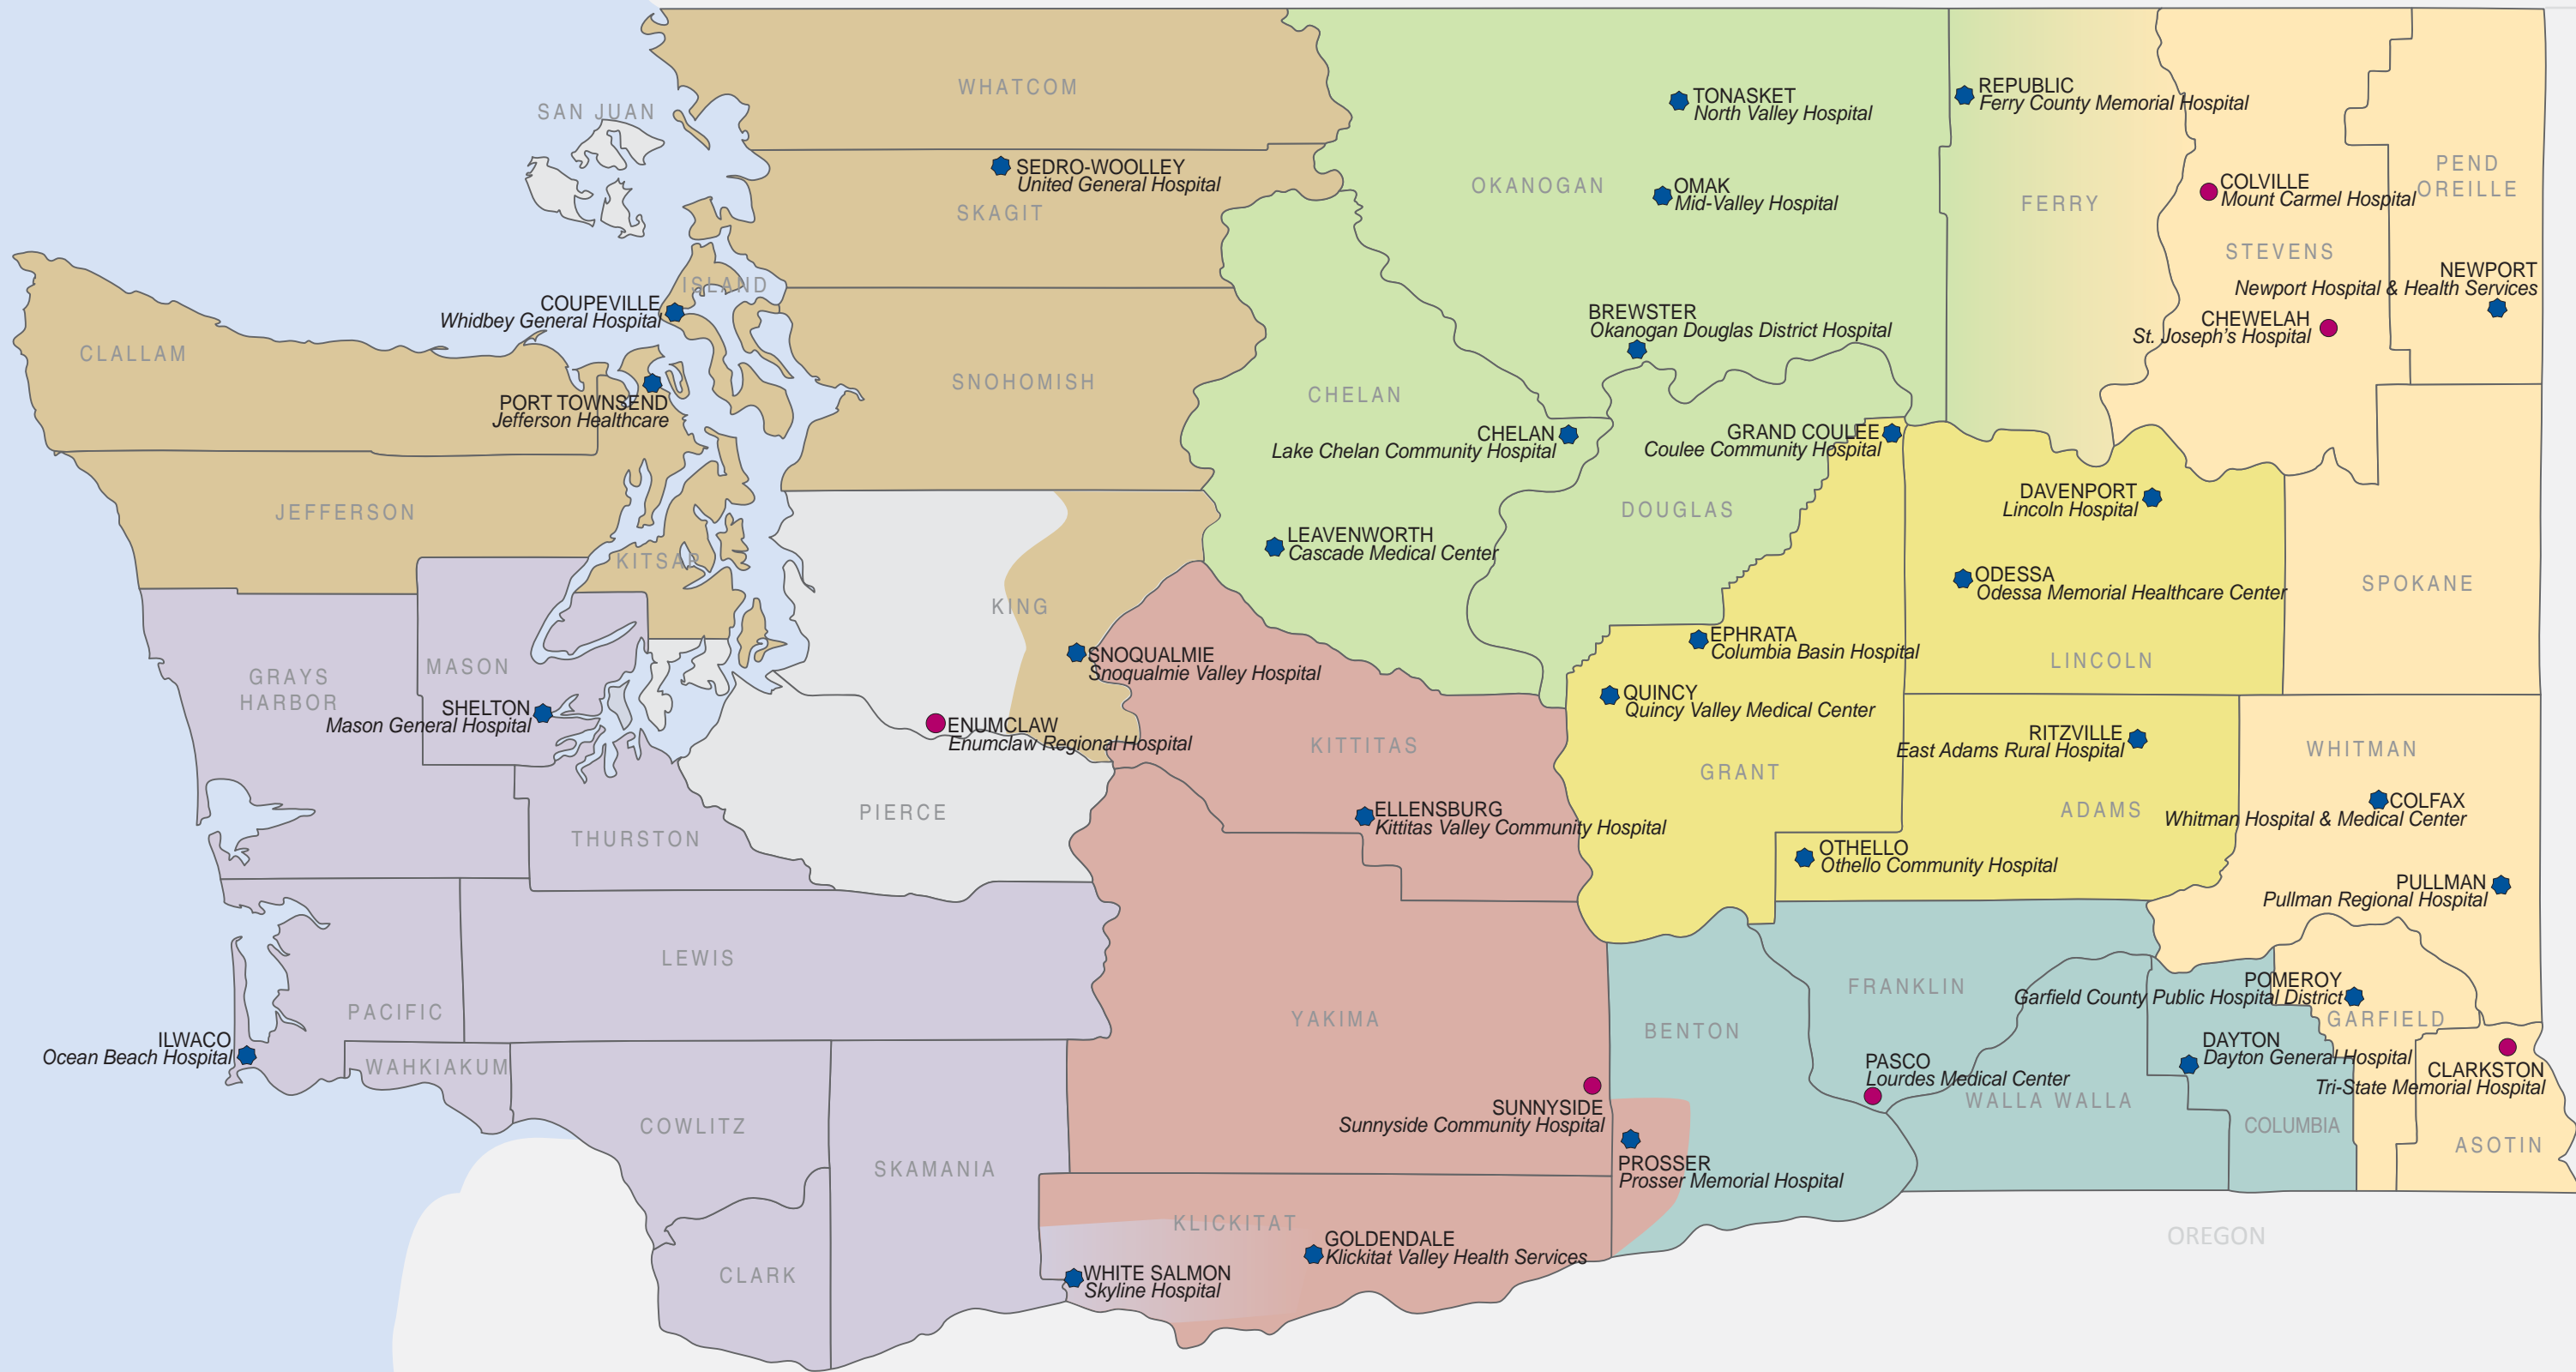 WHATCOM
SAN JUAN
SEDRO-WOOLLEY
United General Hospital
SKAGIT
ISLAND
COUPEVILLE
Whidbey General Hospital
CLALLAM
PORT TOWNSEND
Jefferson Healthcare
SNOHOMISH
JEFFERSON
KITSAP
KING
SNOQUALMIE
Snoqualmie Valley Hospital
GRAYS
HARBOR
MASON
SHELTON
Mason General Hospital
ENUMCLAW
Enumclaw Regional Hospital
PIERCE
THURSTON
LEWIS
PACIFIC
ILWACO
Ocean Beach Hospital
WAHKIAKUM
COWLITZ
SKAMANIA
CLARK
TONASKET
North Valley Hospital
OKANOGAN
OMAK
Mid-Valley Hospital
BREWSTER
Okanogan Douglas District Hospital
CHELAN
CHELAN
Lake Chelan Community Hospital
GRAND COULEE
Coulee Community Hospital
DOUGLAS
LEAVENWORTH
Cascade Medical Center
REPUBLIC
Ferry County Memorial Hospital
FERRY
COLVILLE
Mount Carmel Hospital
PEND
OREILLE
STEVENS
NEWPORT
Newport Hospital & Health Services
CHEWELAH
St. Joseph's Hospital
DAVENPORT
Lincoln Hospital
ODESSA
Odessa Memorial Healthcare Center
LINCOLN
SPOKANE
EPHRATA
Columbia Basin Hospital
QUINCY
Quincy Valley Medical Center
GRANT
RITZVILLE
East Adams Rural Hospital
ADAMS
OTHELLO
Othello Community Hospital
WHITMAN
COLFAX
Whitman Hospital & Medical Center
PULLMAN
Pullman Regional Hospital
KITTITAS
ELLENSBURG
Kittitas Valley Community Hospital
YAKIMA
SUNNYSIDE
Sunnyside Community Hospital
BENTON
PROSSER
Prosser Memorial Hospital
FRANKLIN
PASCO
Lourdes Medical Center
WALLA WALLA
POMEROY
Garfield County Public Hospital District
GARFIELD
DAYTON
Dayton General Hospital
COLUMBIA
CLARKSTON
Tri-State Memorial Hospital
ASOTIN
KLICKITAT
GOLDENDALE
Klickitat Valley Health Services
WHITE SALMON
Skyline Hospital
OREGON